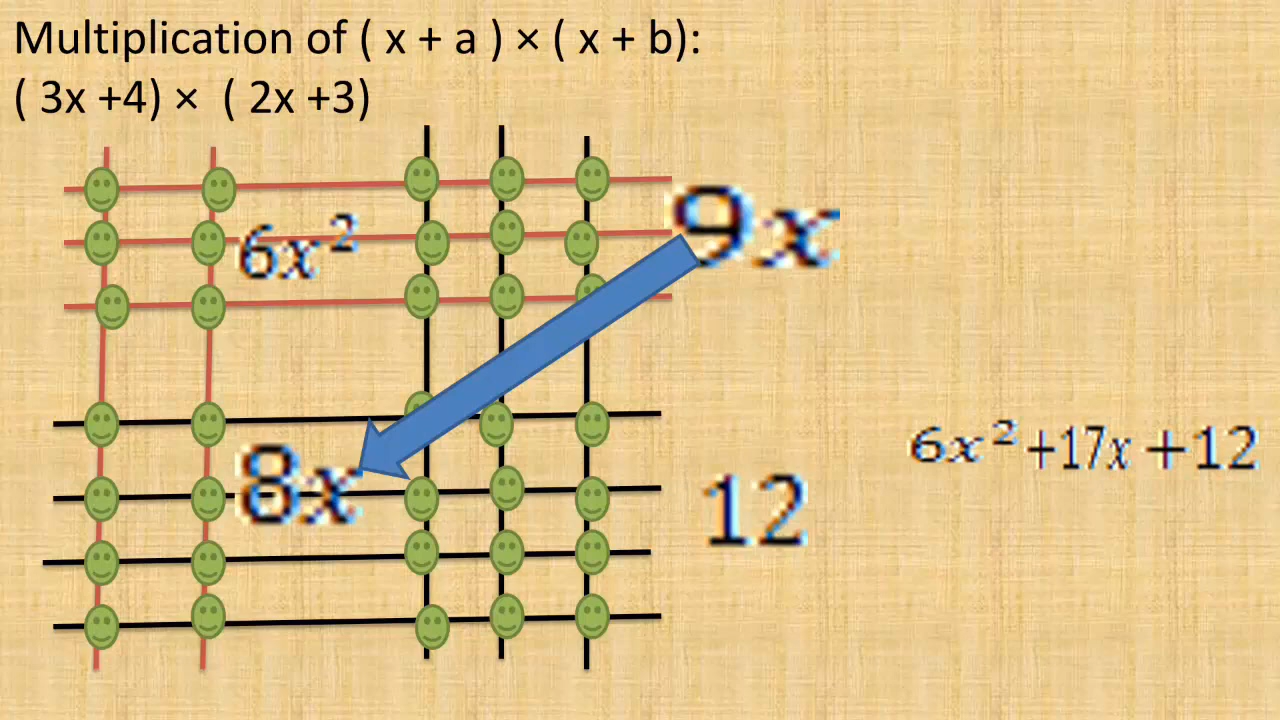 Multiplication of ( x + a ) × ( x + b):
( 3x +4) × ( 2x +3)
6x² 9x
8x 12
6x²+17x+12